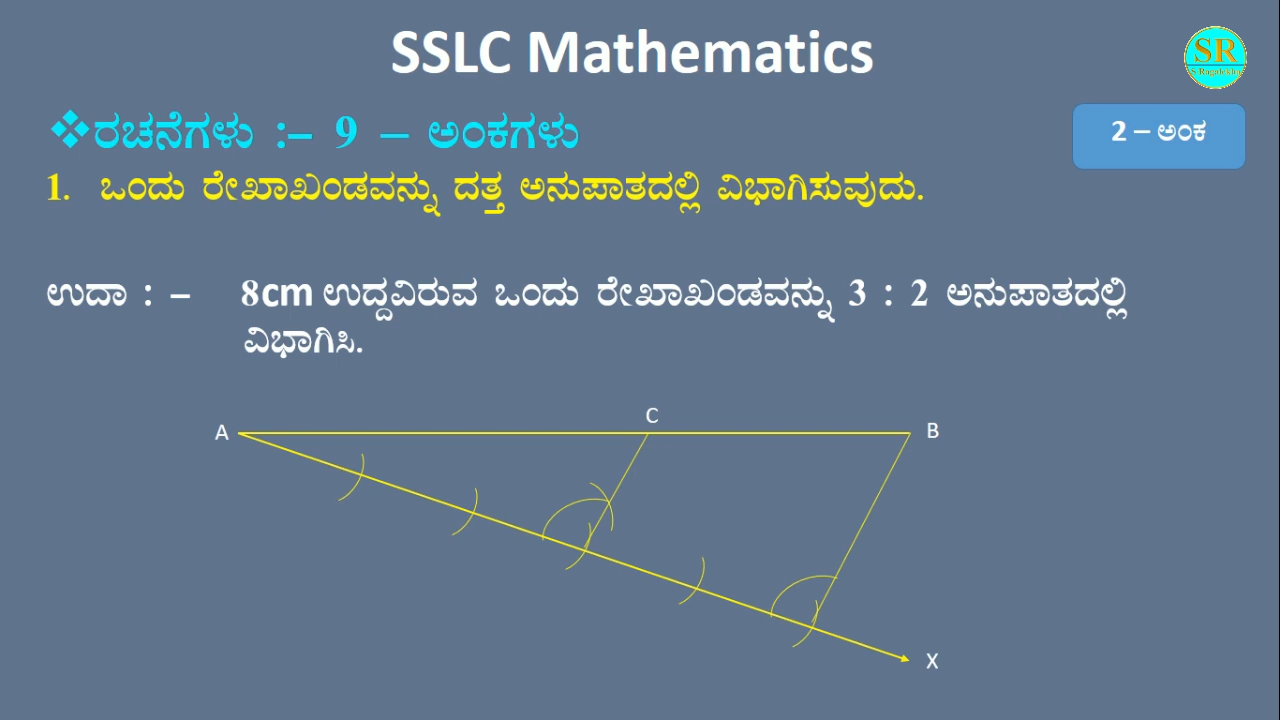 SSLC Mathematics
SR
❖ರಚನೆಗಳು :– 9 – ಅಂಕಗಳು
2 – ಅಂಕ
1. ಒಂದು ರೇಖಾಖಂಡವನ್ನು ದತ್ತ ಅನುಪಾತದಲ್ಲಿ ವಿಭಾಗಿಸುವುದು.
ಉದಾ : – 8cm ಉದ್ದವಿರುವ ಒಂದು ರೇಖಾಖಂಡವನ್ನು 3 : 2 ಅನುಪಾತದಲ್ಲಿ
ವಿಭಾಗಿಸಿ.
C
A
B
X